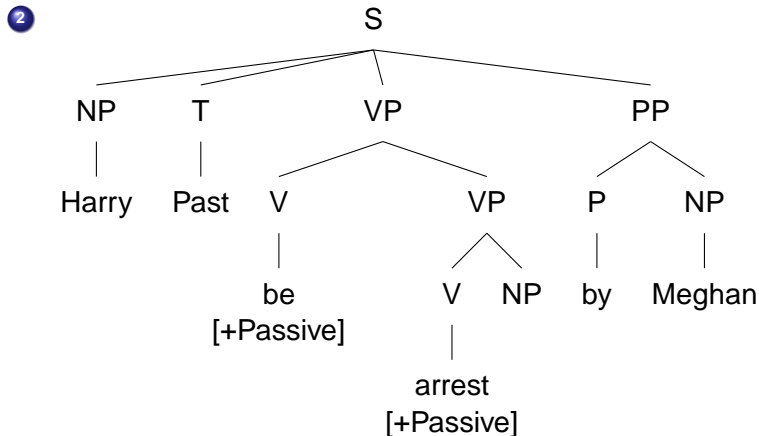 2
S
NP T VP PP
Harry Past V VP P NP
be V NP by Meghan
[+Passive]
arrest
[+Passive]